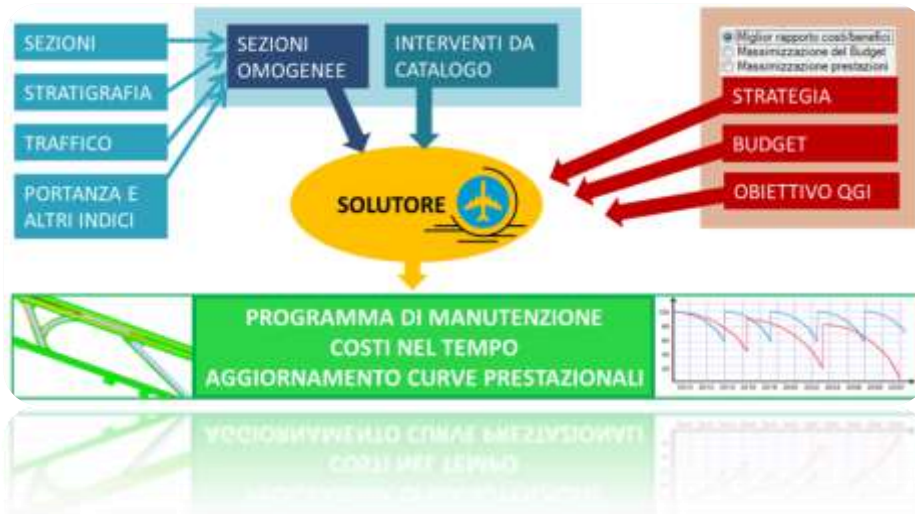 SEZIONI
STRATIGRAFIA
TRAFFICO
PORTANZA E
ALTRI INDICI
SEZIONI
OMOGENEE
INTERVENTI DA
CATALOGO
Miglior rapporto costi/benefici
Massimizzazione del Budget
Massimizzazione prestazioni
STRATEGIA
BUDGET
OBIETTIVO QGI
SOLUTORE
PROGRAMMA DI MANUTENZIONE
COSTI NEL TEMPO
AGGIORNAMENTO CURVE PRESTAZIONALI